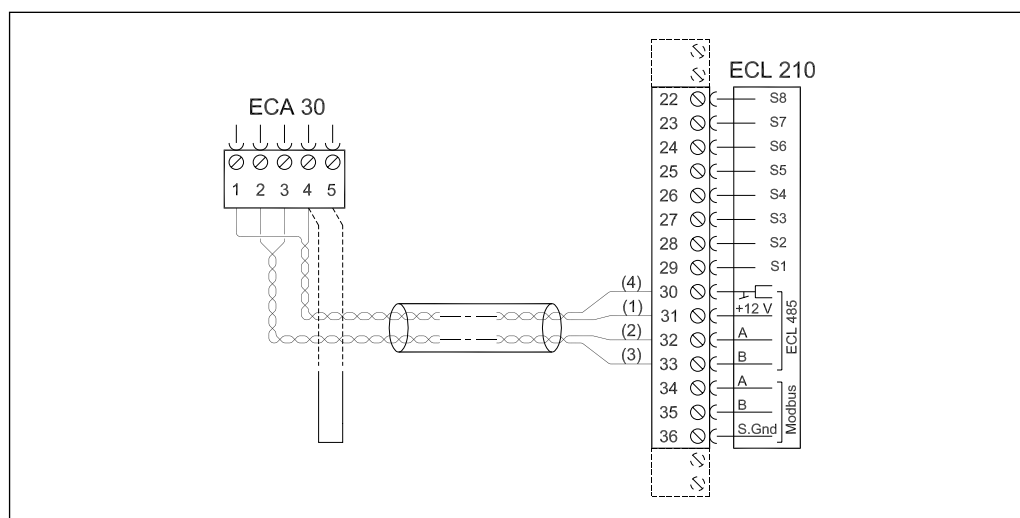 ECA 30
1 2 3 4 5
ECL 210
22 S8
23 S7
24 S6
25 S5
26 S4
27 S3
28 S2
29 S1
(4) 30
(1) 31 +12 V
(2) 32 A
(3) 33 B
ECL 485
34 A
35 B
36 S.Gnd
Modbus